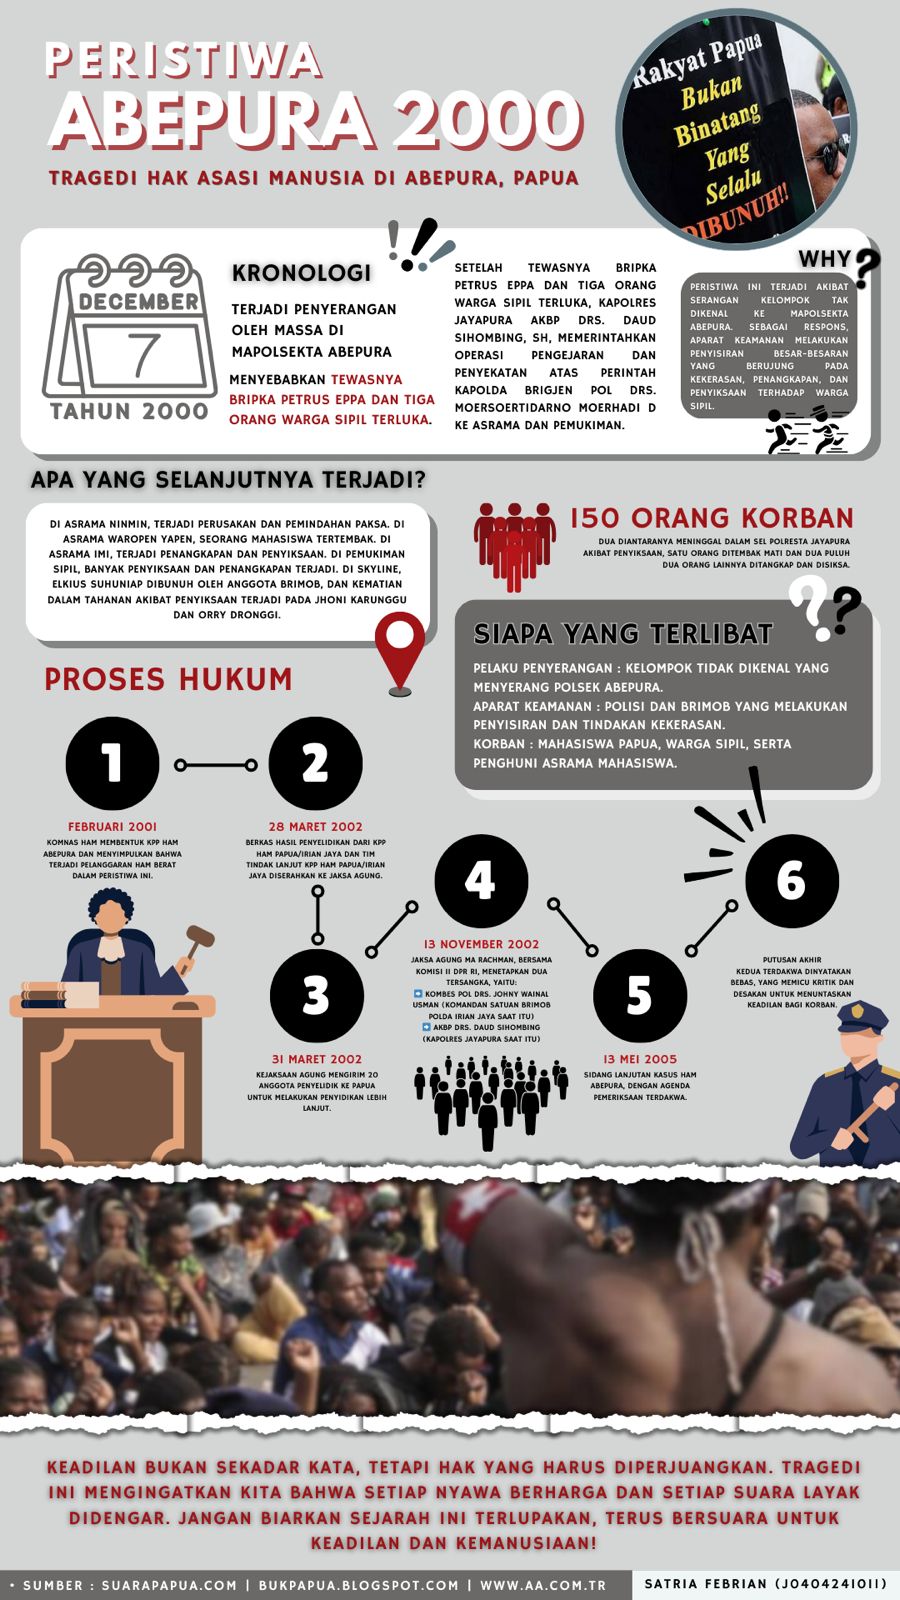 PERISTIWA
ABEPURA 2000
TRAGEDI HAK ASASI MANUSIA DI ABEPURA, PAPUA
Rakyat Papua
Bukan
Binatang
Yang
Selalu
DIBUNUH!!
DECEMBER
7
TAHUN 2000
KRONOLOGI
TERJADI PENYERANGAN
OLEH MASSA DI
MAPOLSEKTA ABEPURA
MENYEBABKAN TEWASNYA
BRIPKA PETRUS EPPA DAN TIGA
ORANG WARGA SIPIL TERLUKA.
SETELAH TEWASNYA BRIPKA
PETRUS EPPA DAN TIGA ORANG
WARGA SIPIL TERLUKA, KAPOLRES
JAYAPURA AKBP DRS. DAUD
SIHOMBING, SH, MEMERINTAHKAN
OPERASI PENGEJARAN DAN
PENYEKATAN ATAS PERINTAH
KAPOLDA BRIGJEN POL DRS.
MOERSOERTIDARNO MOERHADI D
KE ASRAMA DAN PEMUKIMAN.
WHY?
PERISTIWA INI TERJADI AKIBAT
SERANGAN KELOMPOK TAK
DIKENAL KE MAPOLSEKTA
ABEPURA. SEBAGAI RESPONS,
APARAT KEAMANAN MELAKUKAN
PENYISIRAN BESAR-BESARAN
YANG BERUJUNG PADA
KEKERASAN, PENANGKAPAN, DAN
PENYIKSAAN TERHADAP WARGA
SIPIL.
APA YANG SELANJUTNYA TERJADI?
DI ASRAMA NINMIN, TERJADI PERUSAKAN DAN PEMINDAHAN PAKSA. DI
ASRAMA WAROPEN YAPEN, SEORANG MAHASISWA TERTEMBAK. DI
ASRAMA IMI, TERJADI PENANGKAPAN DAN PENYIKSAAN. DI PEMUKIMAN
SIPIL, BANYAK PENYIKSAAN DAN PENANGKAPAN TERJADI. DI SKYLINE,
ELKIUS SUHUNIAP DIBUNUH OLEH ANGGOTA BRIMOB, DAN KEMATIAN
DALAM TAHANAN AKIBAT PENYIKSAAN TERJADI PADA JHONI KARUNGGU
DAN ORRY DRONGGI.
150 ORANG KORBAN
DUA DIANTARANYA MENINGGAL DALAM SEL POLRESTA JAYAPURA
AKIBAT PENYIKSAAN, SATU ORANG DITEMBAK MATI DAN DUA PULUH
DUA ORANG LAINNYA DITANGKAP DAN DISIKSA.
??
SIAPA YANG TERLIBAT
PELAKU PENYERANGAN : KELOMPOK TIDAK DIKENAL YANG
MENYERANG POLSEK ABEPURA.
APARAT KEAMANAN : POLISI DAN BRIMOB YANG MELAKUKAN
PENYISIRAN DAN TINDAKAN KEKERASAN.
KORBAN : MAHASISWA PAPUA, WARGA SIPIL, SERTA
PENGHUNI ASRAMA MAHASISWA.
PROSES HUKUM
1
FEBRUARI 2001
KOMNAS HAM MEMBENTUK KPP HAM
ABEPURA DAN MENYIMPULKAN BAHWA
TERJADI PELANGGARAN HAM BERAT
DALAM PERISTIWA INI.
2
28 MARET 2002
BERKAS HASIL PENYELIDIKAN DARI KPP
HAM PAPUA/IRIAN JAYA DAN TIM
TINDAK LANJUT KPP HAM PAPUA/IRIAN
JAYA DISERAHKAN KE JAKSA AGUNG.
3
31 MARET 2002
KEJAKSAAN AGUNG MENGIRIM 20
ANGGOTA PENYELIDIK KE PAPUA
UNTUK MELAKUKAN PENYIDIKAN LEBIH
LANJUT.
4
13 NOVEMBER 2002
JAKSA AGUNG MA RACHMAN, BERSAMA
KOMISI II DPR RI, MENETAPKAN DUA
TERSANGKA, YAITU:
➡ KOMBES POL DRS. JOHNY WAINAL
USMAN (KOMANDAN SATUAN BRIMOB
POLDA IRIAN JAYA SAAT ITU)
➡ AKBP DRS. DAUD SIHOMBING
(KAPOLRES JAYAPURA SAAT ITU)
5
13 MEI 2005
SIDANG LANJUTAN KASUS HAM
ABEPURA, DENGAN AGENDA
PEMERIKSAAN TERDAKWA.
6
PUTUSAN AKHIR
KEDUA TERDAKWA DINYATAKAN
BEBAS, YANG MEMICU KRITIK DAN
DESAKAN UNTUK MENUNTASKAN
KEADILAN BAGI KORBAN.
KEADILAN BUKAN SEKADAR KATA, TETAPI HAK YANG HARUS DIPERJUANGKAN. TRAGEDI
INI MENGINGATKAN KITA BAHWA SETIAP NYAWA BERHARGA DAN SETIAP SUARA LAYAK
DIDENGAR. JANGAN BIARKAN SEJARAH INI TERLUPAKAN, TERUS BERSUARA UNTUK
KEADILAN DAN KEMANUSIAAN!
• SUMBER : SUARAPAPUA.COM | BUKPAPUA.BLOGSPOT.COM | WWW.AA.COM.TR
SATRIA FEBRIAN (J0404241011)